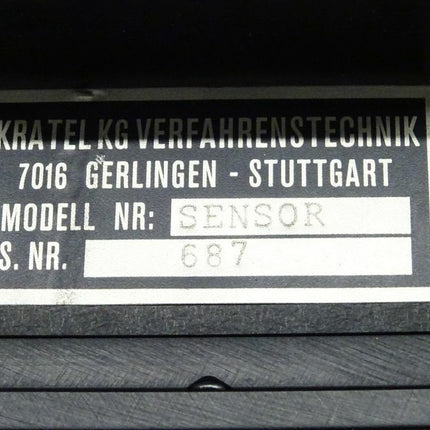 KRATEL KG VERFAHRENSTECHNIK
7016 GERLINGEN - STUTTGART
MODELL NR: SENSOR
S. NR. 687